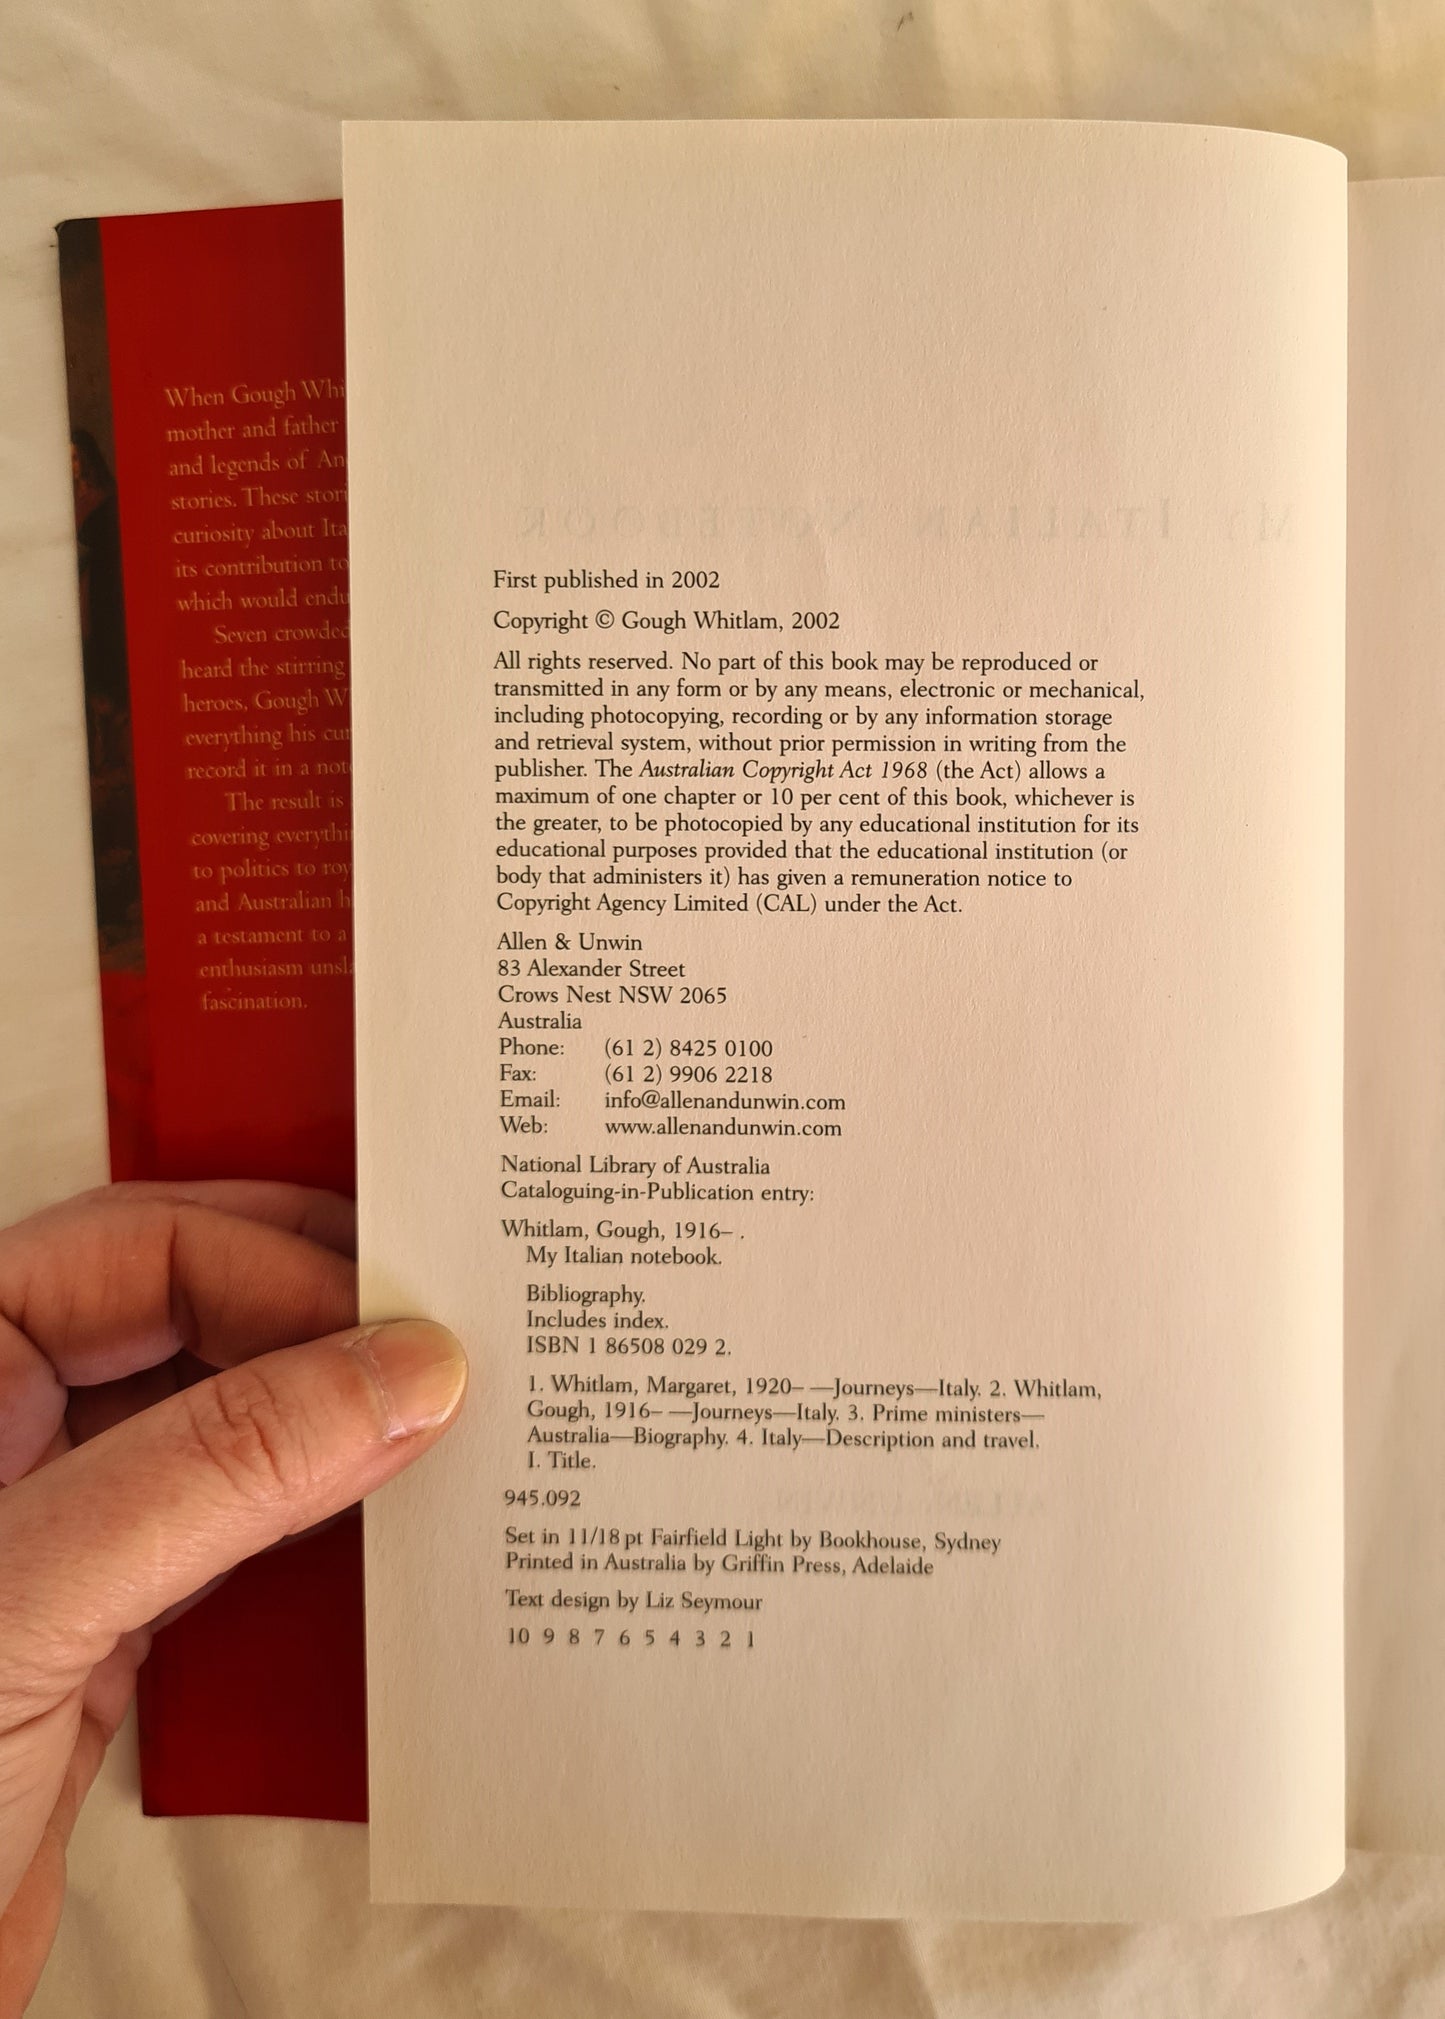 When Gough
mother and father
and legends of
stories. These
curiosity about
its contribution to
which would
Seven crowded
heard the stirring
heroes, Gough
everything his
record it in a
The result is
covering
to politics to
and Australian
a testament to a
enthusiasm
fascination.
MY ITALIAN NOTEBOOK
First published in 2002
Copyright © Gough Whitlam, 2002
All rights reserved. No part of this book may be reproduced or
transmitted in any form or by any means, electronic or mechanical,
including photocopying, recording or by any information storage
and retrieval system, without prior permission in writing from the
publisher. The Australian Copyright Act 1968 (the Act) allows a
maximum of one chapter or 10 per cent of this book, whichever is
the greater, to be photocopied by any educational institution for its
educational purposes provided that the educational institution (or
body that administers it) has given a remuneration notice to
Copyright Agency Limited (CAL) under the Act.
Allen & Unwin
83 Alexander Street
Crows Nest NSW 2065
Australia
Phone: (61 2) 8425 0100
Fax: (61 2) 9906 2218
Email: info@allenandunwin.com
Web: www.allenandunwin.com
National Library of Australia
Cataloguing-in-Publication entry:
Whitlam, Gough, 1916– .
My Italian notebook.
Bibliography.
Includes index.
ISBN 1 86508 029 2.
1. Whitlam, Margaret, 1920– —Journeys—Italy. 2. Whitlam,
Gough, 1916– —Journeys—Italy. 3. Prime ministers—
Australia—Biography. 4. Italy—Description and travel.
I. Title.
945.092
Set in 11/18 pt Fairfield Light by Bookhouse, Sydney
Printed in Australia by Griffin Press, Adelaide
Text design by Liz Seymour
10 9 8 7 6 5 4 3 2 1